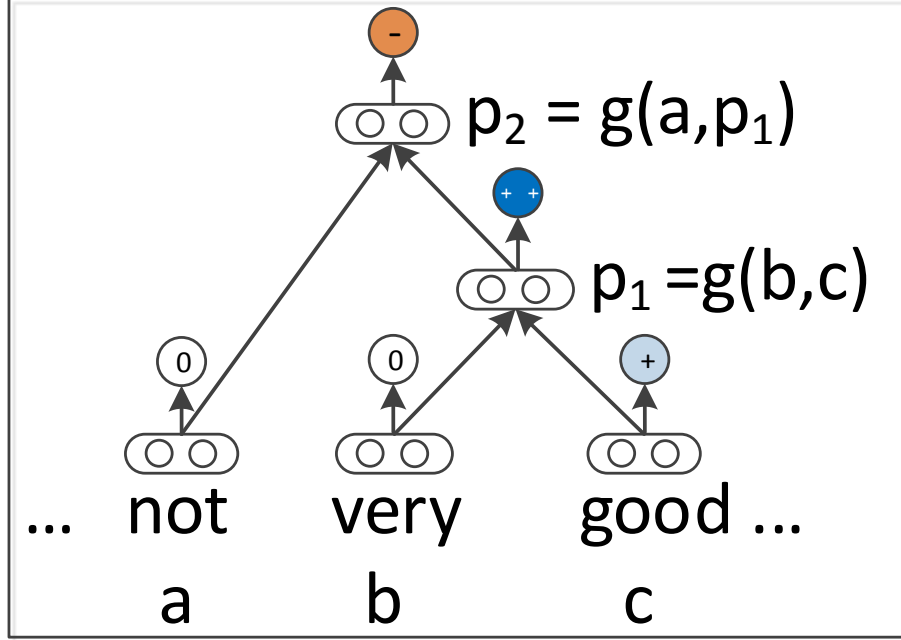 -
p₂ = g(a,p₁)
+ +
p₁ =g(b,c)
0 0 +
... not very good ...
a b c